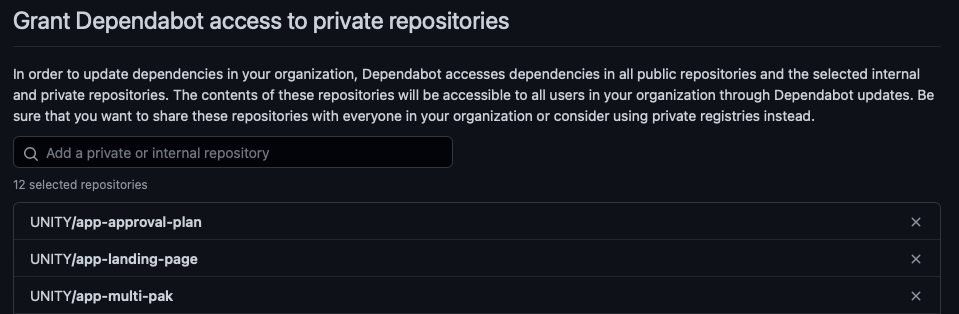 Grant Dependabot access to private repositories
In order to update dependencies in your organization, Dependabot accesses dependencies in all public repositories and the selected internal
and private repositories. The contents of these repositories will be accessible to all users in your organization through Dependabot updates. Be
sure that you want to share these repositories with everyone in your organization or consider using private registries instead.
Add a private or internal repository
12 selected repositories
UNITY/app-approval-plan
UNITY/app-landing-page
UNITY/app-multi-pak